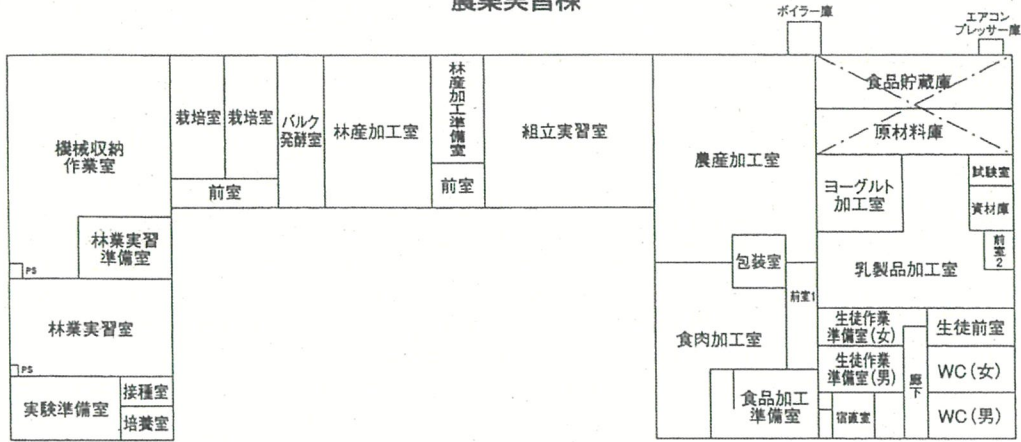 農業実習棟
ボイラー庫
エアコン
プレッサー庫
機械収納
作業室
栽培室
栽培室
前室
バルク
発酵室
林産加工室
林産加工準備室
前室
組立実習室
農産加工室
食品貯蔵庫
原材料庫
ヨーグルト
加工室
試験室
資材庫
前室2
乳製品加工室
林業実習
準備室
PS
林業実習室
PS
実験準備室
接種室
培養室
包装室
前室1
食肉加工室
食品加工
準備室
生徒作業
準備室(女)
生徒作業
準備室(男)
宿直室
廊下
生徒前室
WC(女)
WC(男)